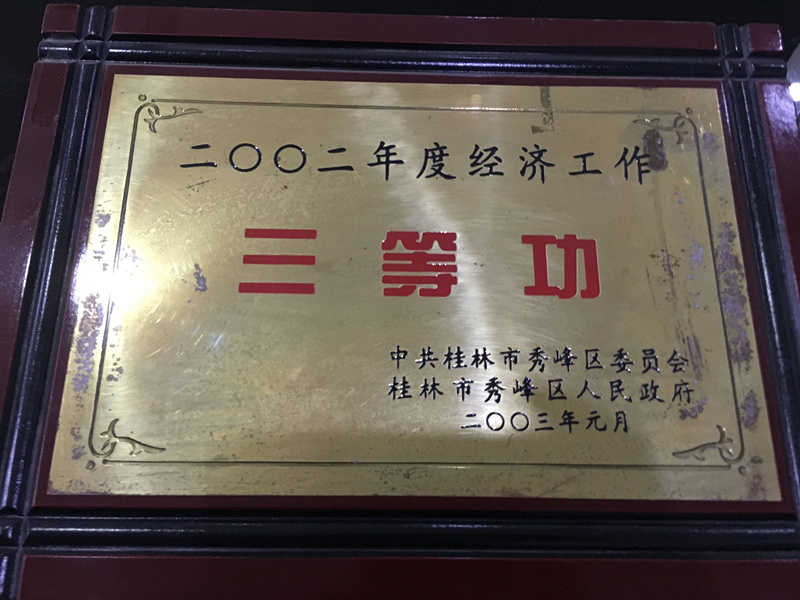 二〇〇二年度经济工作
三等功
中共桂林市秀峰区委员会
桂林市秀峰区人民政府
二〇〇三年元月